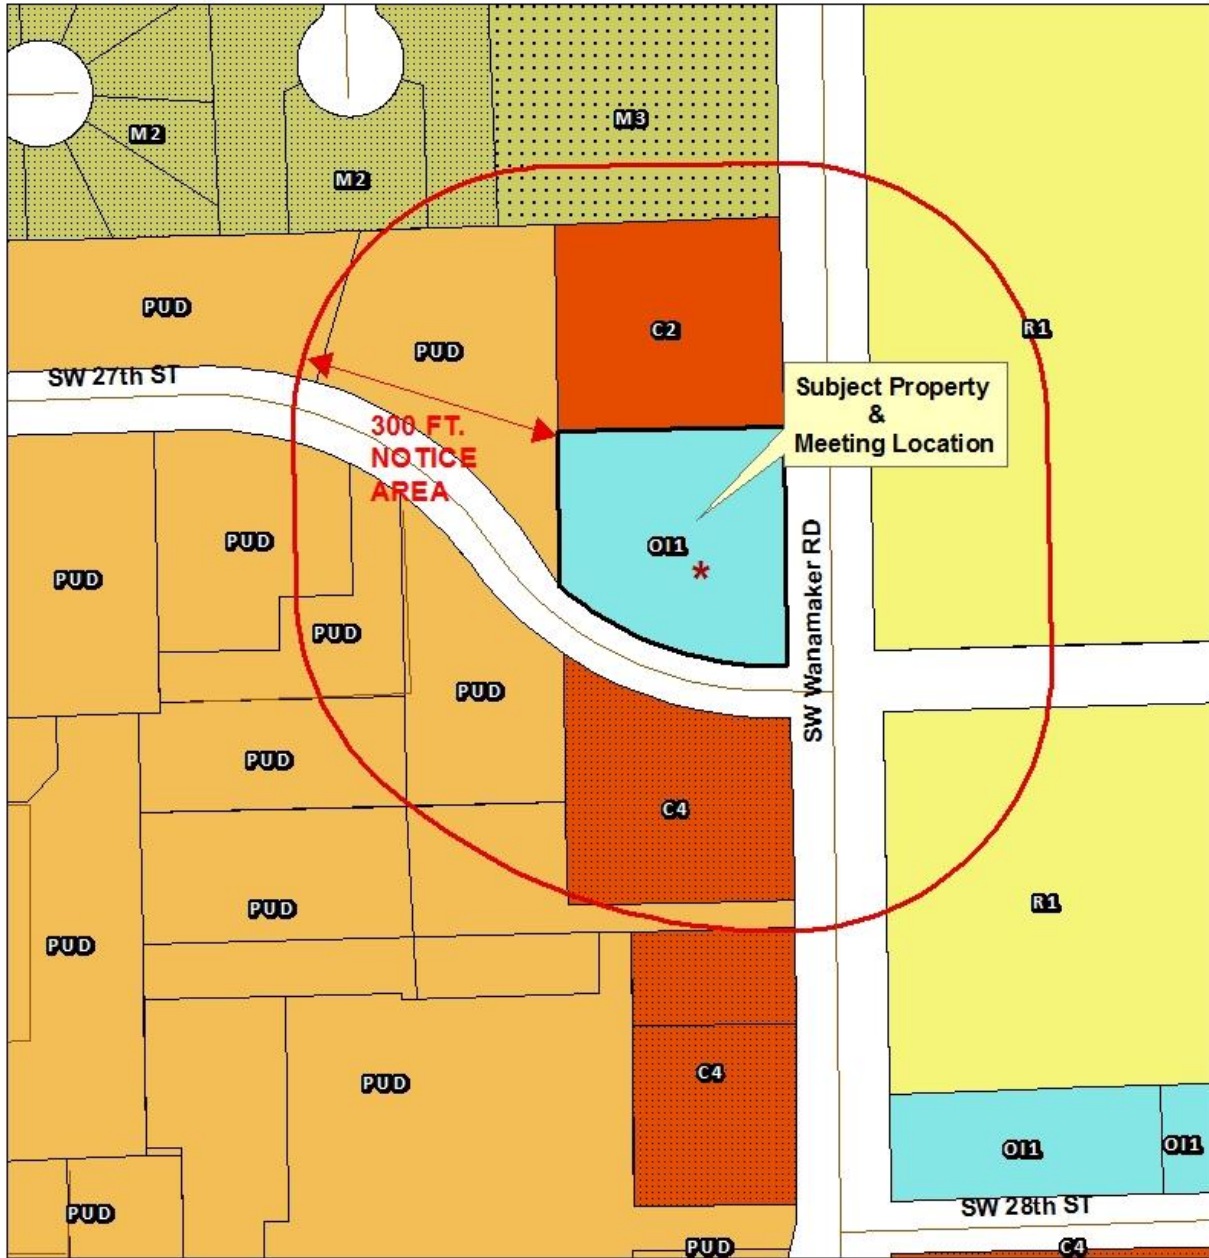 M2
M3
M2
PUD
C2
R1
PUD
SW 27th ST
Subject Property
&
Meeting Location
300 FT.
NOTICE
AREA
PUD
OI1
PUD
SW Wanamaker RD
PUD
PUD
PUD
C4
PUD
R1
PUD
C4
PUD
OI1
OI1
PUD
SW 28th ST
PUD
C4